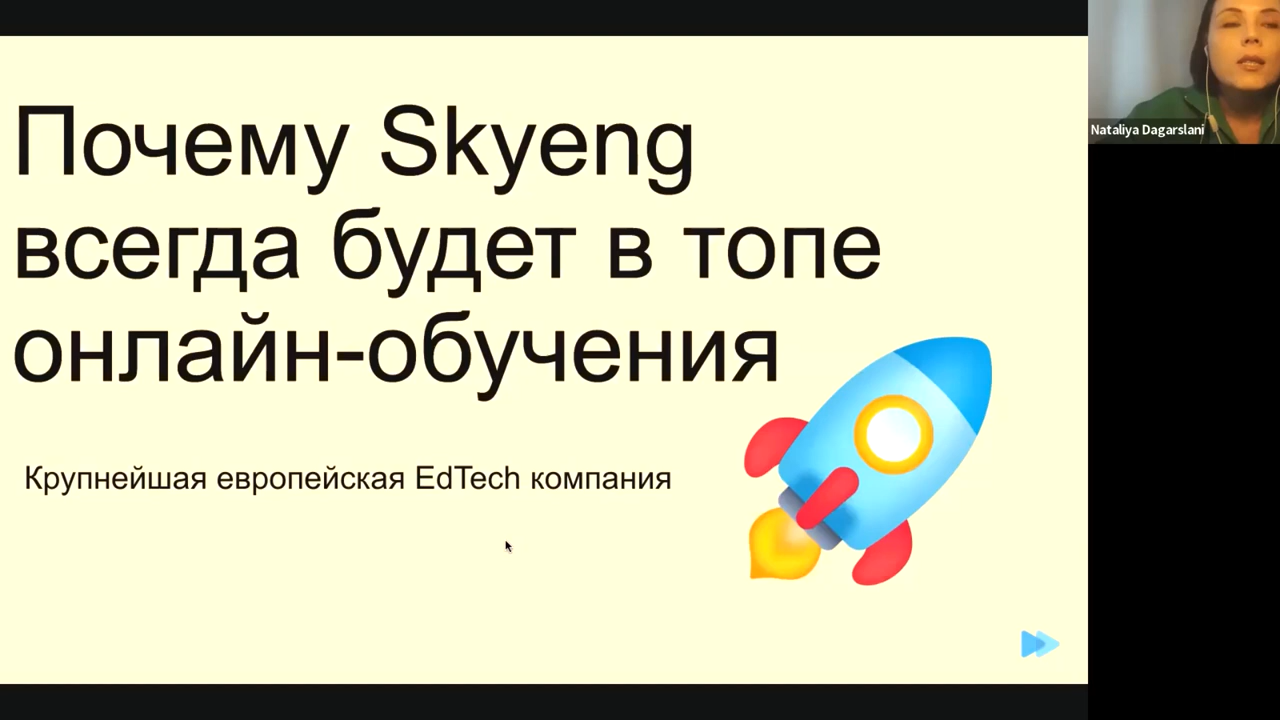 Почему Skyeng
всегда будет в топе
онлайн-обучения
Крупнейшая европейская EdTech компания
Nataliya Dagarslani